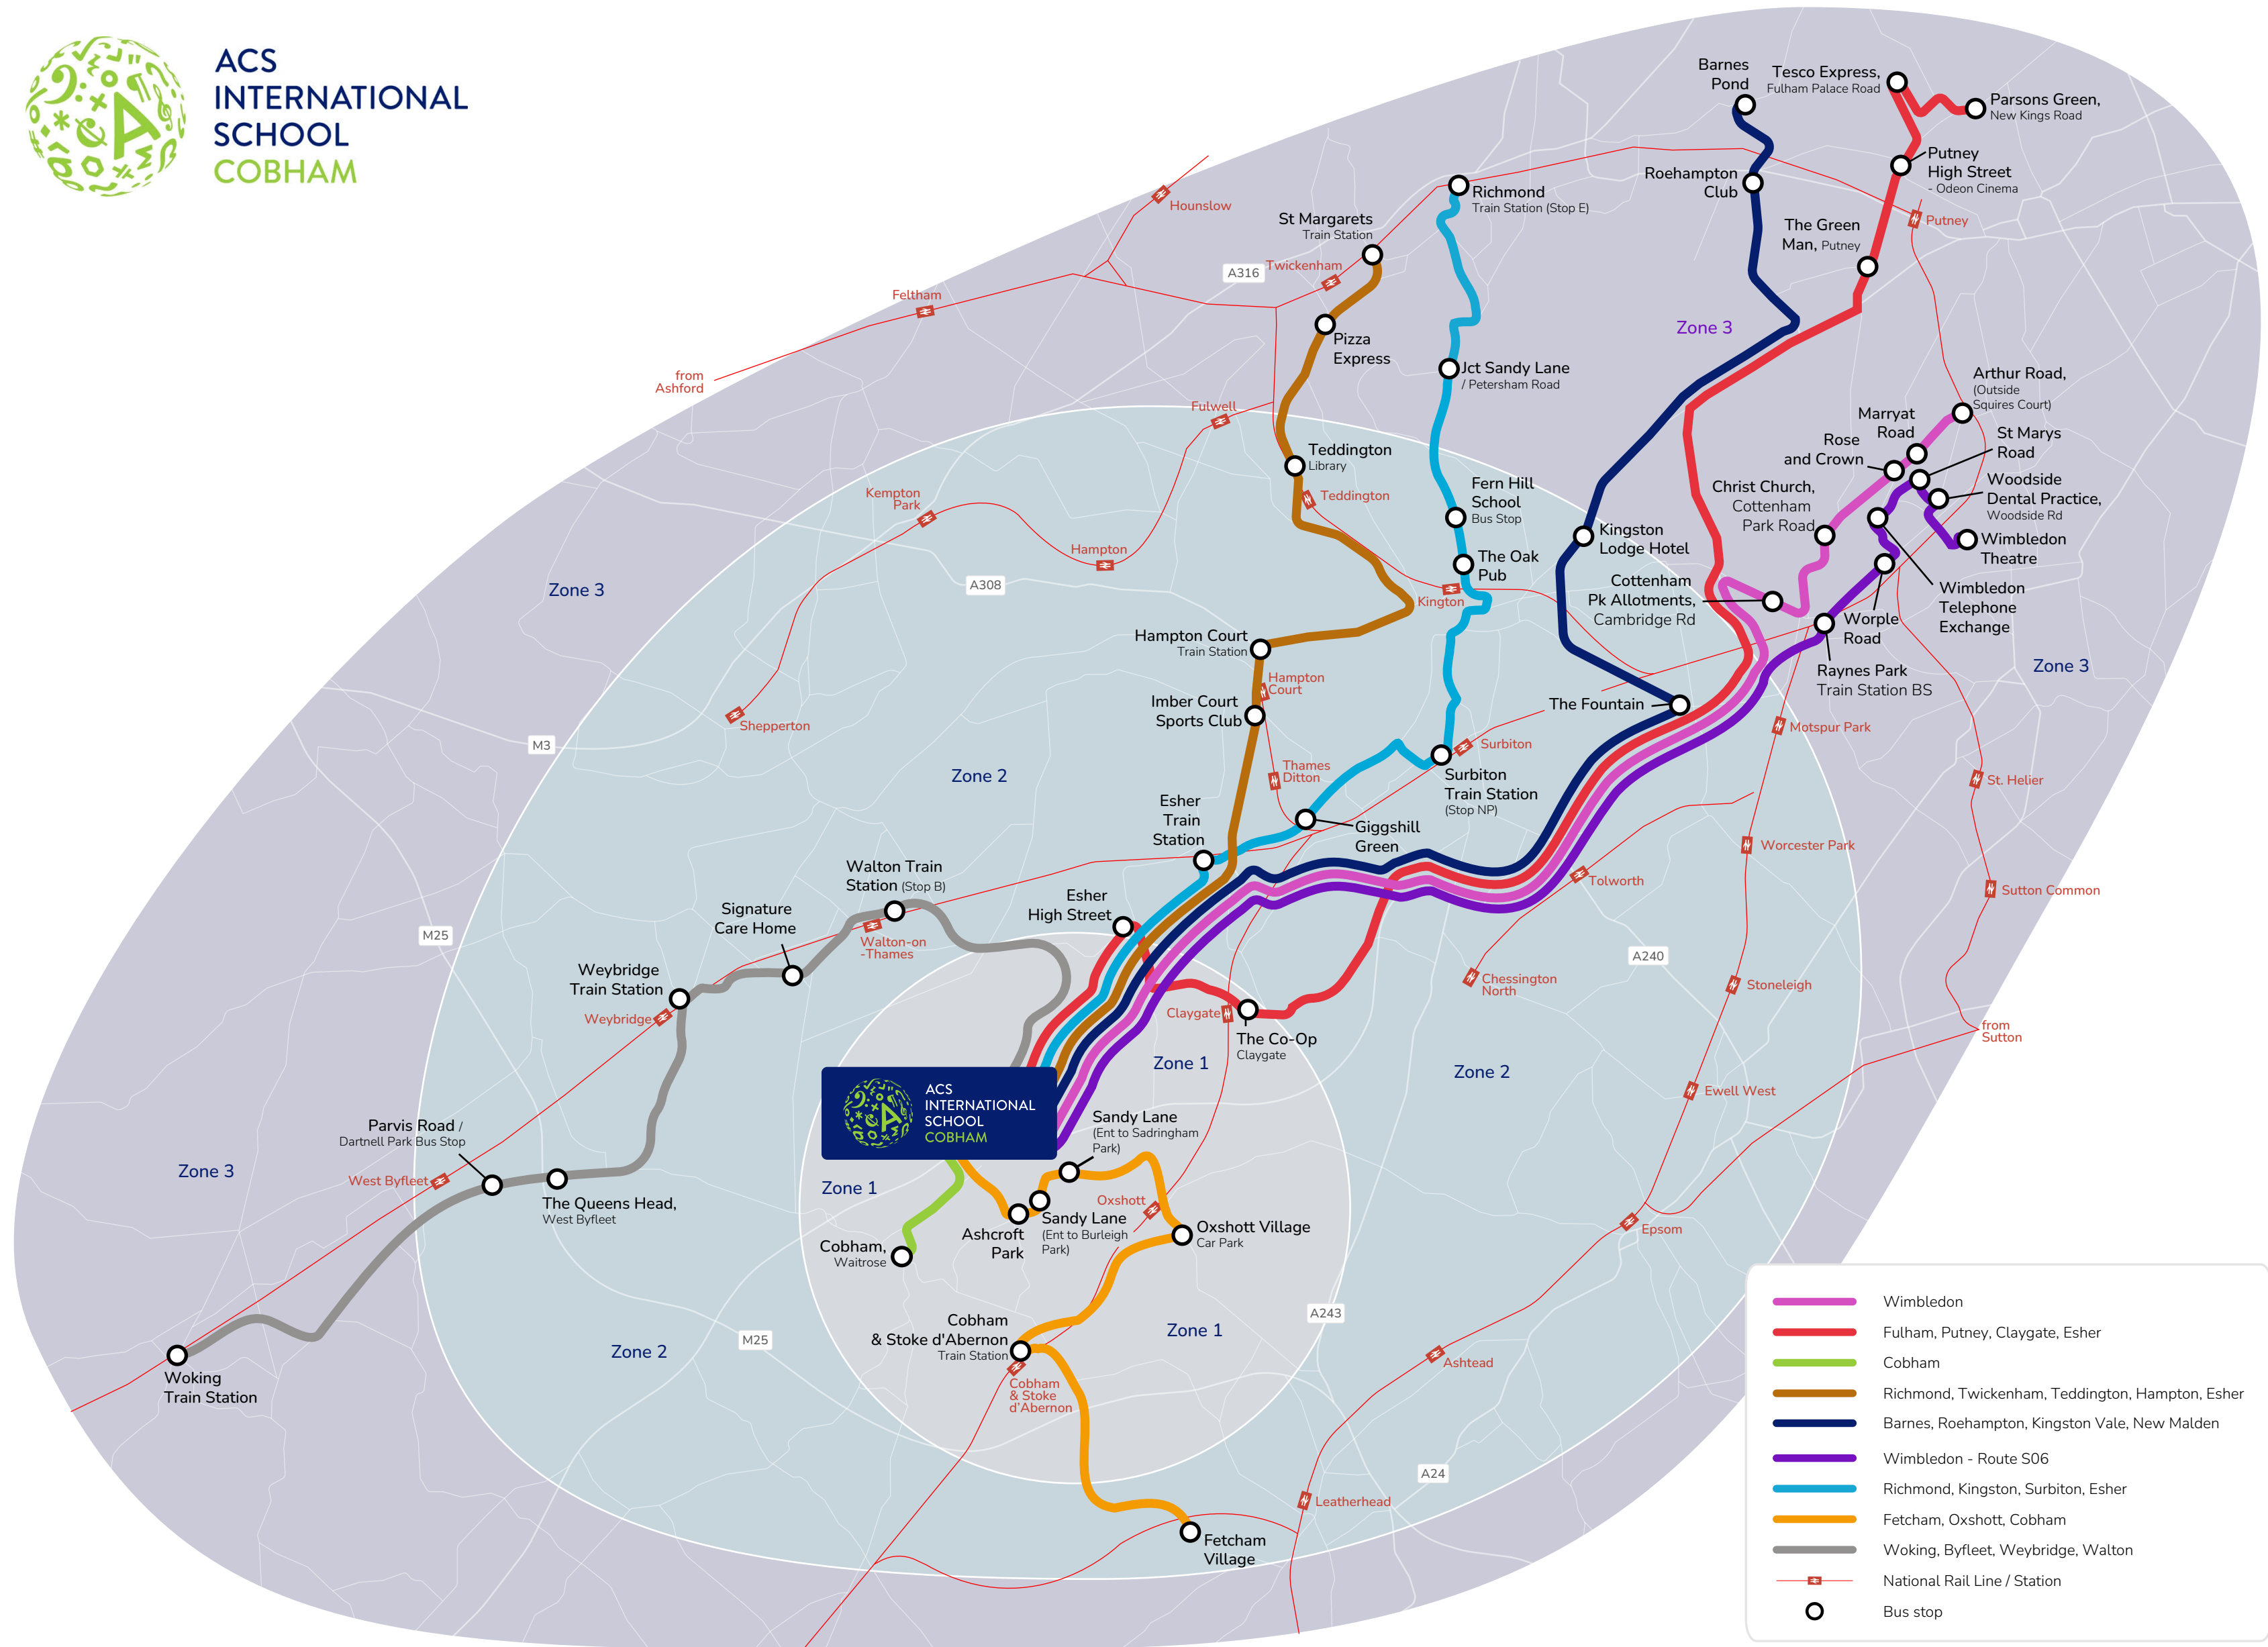 ACS
INTERNATIONAL
SCHOOL
COBHAM
Barnes
Pond
Tesco Express,
Fulham Palace Road
Parsons Green,
New Kings Road
Putney
High Street
- Odeon Cinema
Roehampton
Club
Richmond
Train Station (Stop E)
Hounslow
St Margarets
Train Station
The Green
Man, Putney
Putney
Twickenham
A316
Feltham
Zone 3
Pizza
Express
Jct Sandy Lane
/ Petersham Road
from
Ashford
Arthur Road,
(Outside
Squires Court)
Fulwell
Marryat
Road
St Marys
Road
Rose
and Crown
Teddington
Library
Teddington
Kempton
Park
Fern Hill
School
Bus Stop
Christ Church,
Cottenham
Park Road
Woodside
Dental Practice,
Woodside Rd
Kingston
Lodge Hotel
Wimbledon
Theatre
Hampton
The Oak
Pub
A308
Zone 3
Kington
Cottenham
Pk Allotments,
Cambridge Rd
Wimbledon
Telephone
Exchange
Worple
Road
Hampton Court
Train Station
Raynes Park
Train Station BS
Zone 3
Hampton
Court
Imber Court
Sports Club
The Fountain
Shepperton
M3
Motspur Park
Surbiton
Zone 2
Thames
Ditton
Surbiton
Train Station
(Stop NP)
St. Helier
Esher
Train
Station
Giggshill
Green
Worcester Park
Walton Train
Station (Stop B)
Tolworth
Sutton Common
Esher
High Street
Signature
Care Home
M25
Walton-on
-Thames
A240
Weybridge
Train Station
Chessington
North
Stoneleigh
Weybridge
Claygate
The Co-Op
Claygate
from
Sutton
Zone 1
Zone 2
ACS
INTERNATIONAL
SCHOOL
COBHAM
Ewell West
Sandy Lane
(Ent to Sadringham
Park)
Parvis Road /
Dartnell Park Bus Stop
Zone 3
West Byfleet
Zone 1
The Queens Head,
West Byfleet
Oxshott
Ashcroft
Park
Sandy Lane
(Ent to Burleigh
Park)
Oxshott Village
Car Park
Epsom
Cobham,
Waitrose
Cobham
& Stoke d'Abernon
Train Station
A243
Zone 1
M25
Zone 2
Woking
Train Station
Cobham
& Stoke
d'Abernon
Ashtead
A24
Leatherhead
Fetcham
Village
Wimbledon
Fulham, Putney, Claygate, Esher
Cobham
Richmond, Twickenham, Teddington, Hampton, Esher
Barnes, Roehampton, Kingston Vale, New Malden
Wimbledon - Route S06
Richmond, Kingston, Surbiton, Esher
Fetcham, Oxshott, Cobham
Woking, Byfleet, Weybridge, Walton
National Rail Line / Station
Bus stop